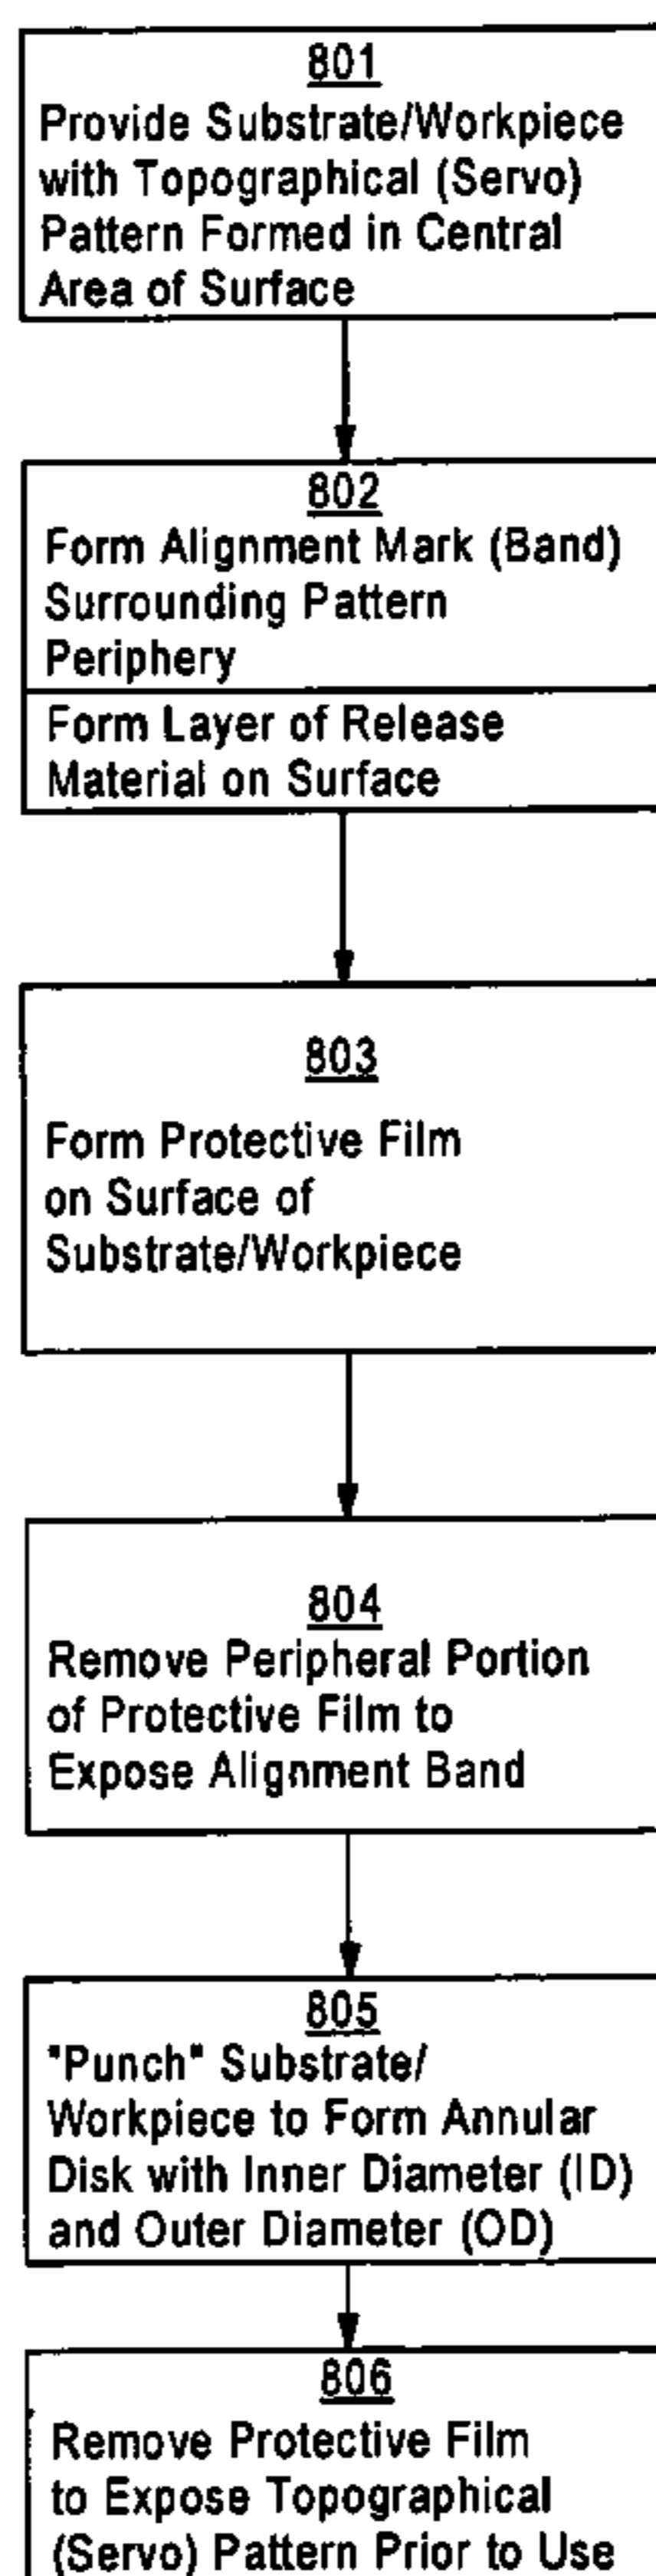 801
Provide Substrate/Workpiece
with Topographical (Servo)
Pattern Formed in Central
Area of Surface
802
Form Alignment Mark (Band)
Surrounding Pattern
Periphery
Form Layer of Release
Material on Surface
803
Form Protective Film
on Surface of
Substrate/Workpiece
804
Remove Peripheral Portion
of Protective Film to
Expose Alignment Band
805
"Punch" Substrate/
Workpiece to Form Annular
Disk with Inner Diameter (ID)
and Outer Diameter (OD)
806
Remove Protective Film
to Expose Topographical
(Servo) Pattern Prior to Use